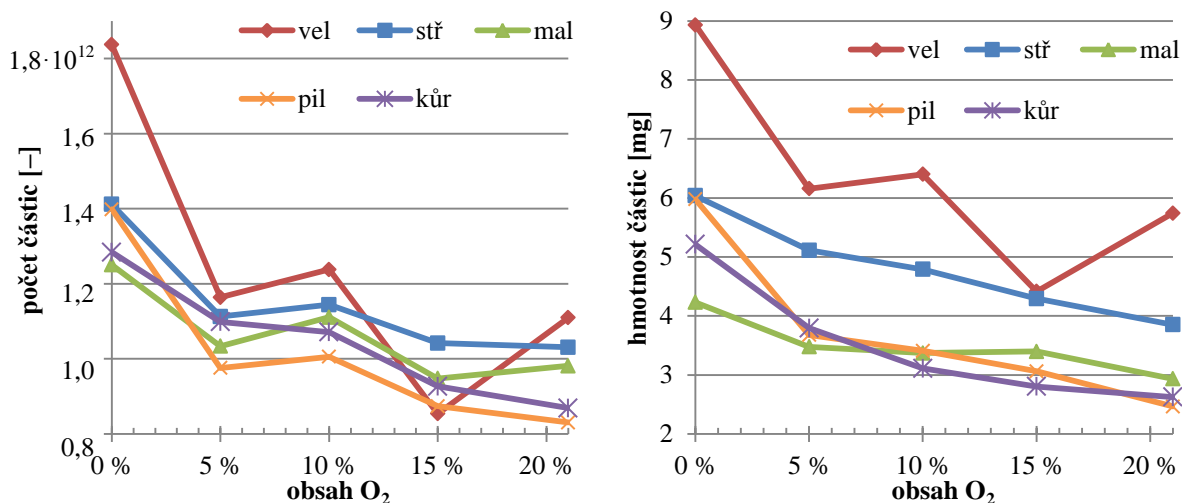 vel stř mal
pil kůr
počet částic [–]
1,8·10¹²
1,6
1,4
1,2
1,0
0,8
0 % 5 % 10 % 15 % 20 %
obsah O₂
vel stř mal
pil kůr
hmotnost částic [mg]
9
8
7
6
5
4
3
2
0 % 5 % 10 % 15 % 20 %
obsah O₂